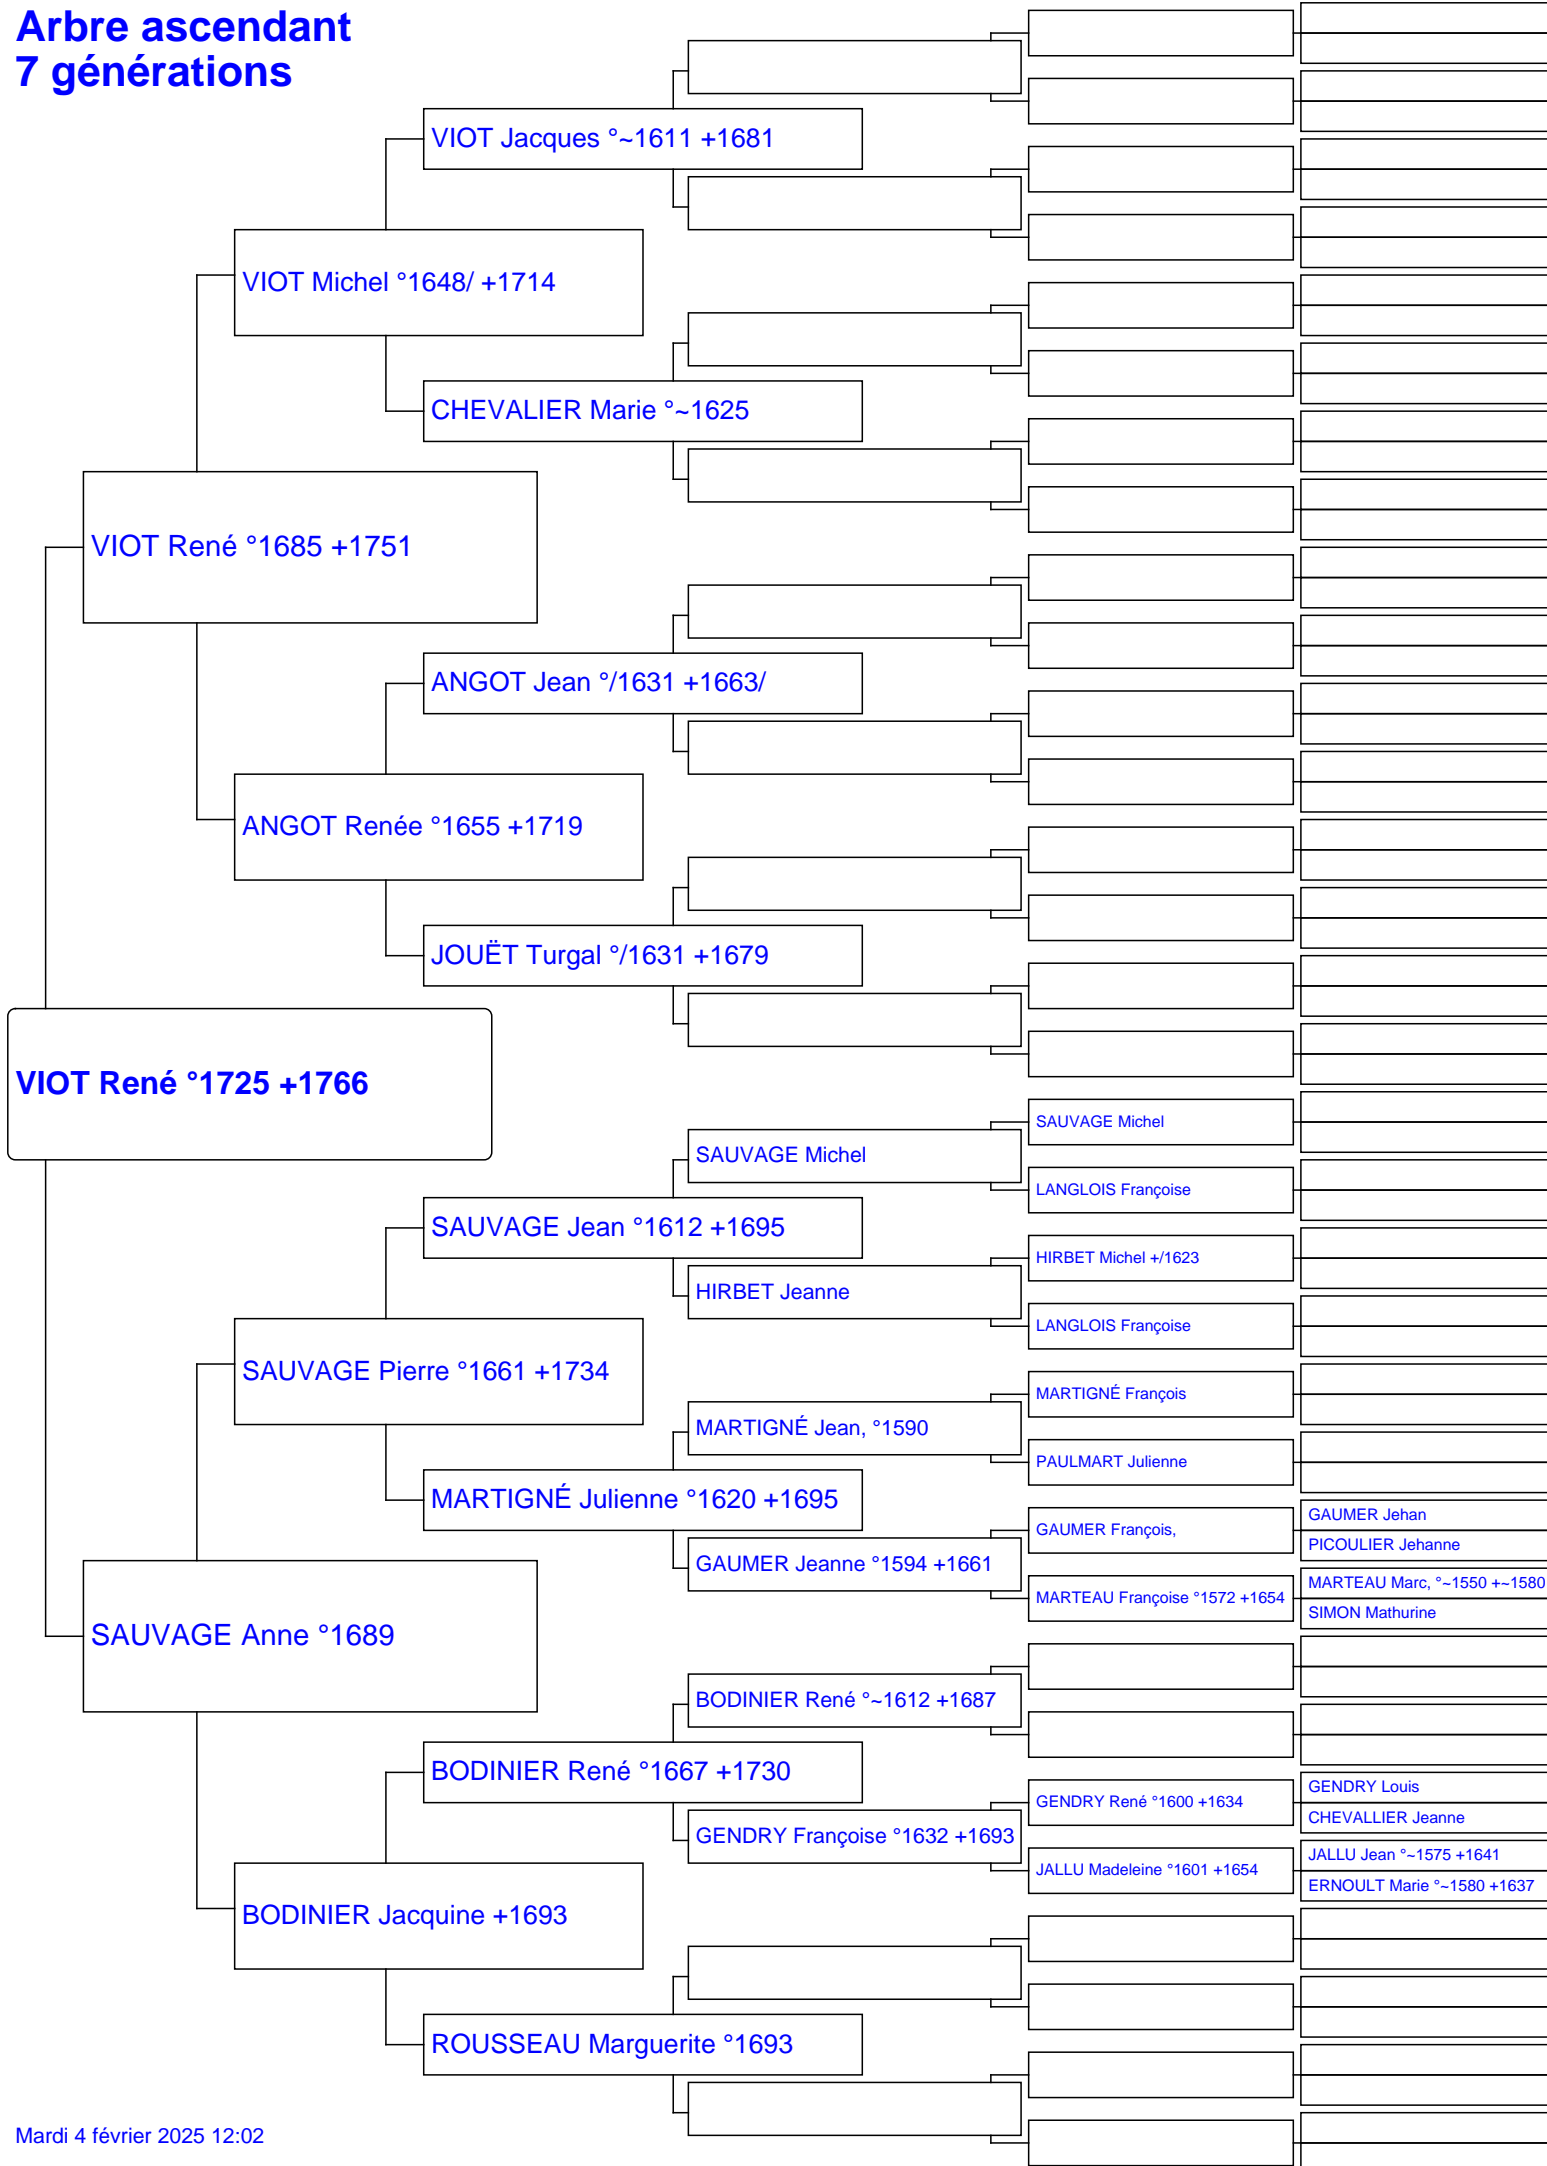 Arbre ascendant
7 générations
VIOT Jacques °~1611 +1681
VIOT Michel °1648/ +1714
CHEVALIER Marie °~1625
VIOT René °1685 +1751
ANGOT Jean °/1631 +1663/
ANGOT Renée °1655 +1719
JOUËT Turgal °/1631 +1679
VIOT René °1725 +1766
SAUVAGE Michel
SAUVAGE Michel
LANGLOIS Françoise
SAUVAGE Jean °1612 +1695
HIRBET Michel +/1623
HIRBET Jeanne
LANGLOIS Françoise
SAUVAGE Pierre °1661 +1734
MARTIGNÉ François
MARTIGNÉ Jean, °1590
PAULMART Julienne
MARTIGNÉ Julienne °1620 +1695
GAUMER Jehan
GAUMER François,
PICOULIER Jehanne
GAUMER Jeanne °1594 +1661
MARTEAU Marc, °~1550 +~1580
MARTEAU Françoise °1572 +1654
SIMON Mathurine
SAUVAGE Anne °1689
BODINIER René °~1612 +1687
BODINIER René °1667 +1730
GENDRY Louis
GENDRY René °1600 +1634
CHEVALLIER Jeanne
GENDRY Françoise °1632 +1693
JALLU Jean °~1575 +1641
JALLU Madeleine °1601 +1654
ERNOULT Marie °~1580 +1637
BODINIER Jacquine +1693
ROUSSEAU Marguerite °1693
Mardi 4 février 2025 12:02